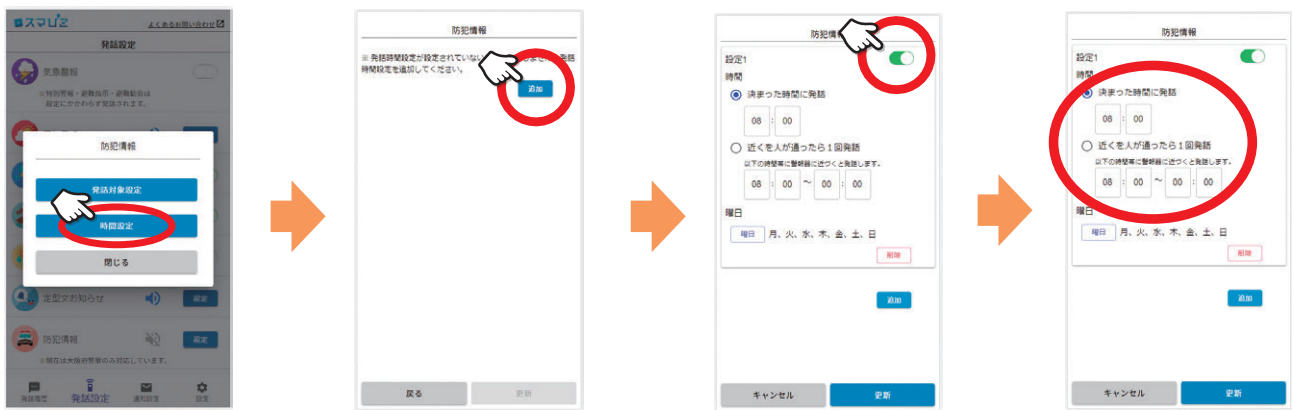 スマぴこ
よくあるお問い合わせ
発話設定
気象警報
※特別警報・避難指示・避難勧告は
設定にかかわらず発話されます。
防犯情報
発話対象設定
時間設定
閉じる
定型文お知らせ
設定
防犯情報
設定
※現在は大阪府警察のみ対応しています。
発話履歴
発話設定
通知設定
設定
防犯情報
※ 発話時間設定が設定されていない
発話
時間設定を追加してください。
追加
戻る
更新
防犯情
設定1
時間
決まった時間に発話
08 : 00
近くを人が通ったら1回発話
以下の時間帯に警報器に近づくと発話します。
08 : 00 ~ 00 : 00
曜日
曜日 月、火、水、木、金、土、日
削除
追加
キャンセル
更新
防犯情報
設定1
時間
決まった時間に発話
08 : 00
近くを人が通ったら1回発話
以下の時間帯に警報器に近づくと発話します。
08 : 00 ~ 00 : 00
曜日
曜日 月、火、水、木、金、土、日
削除
追加
キャンセル
更新